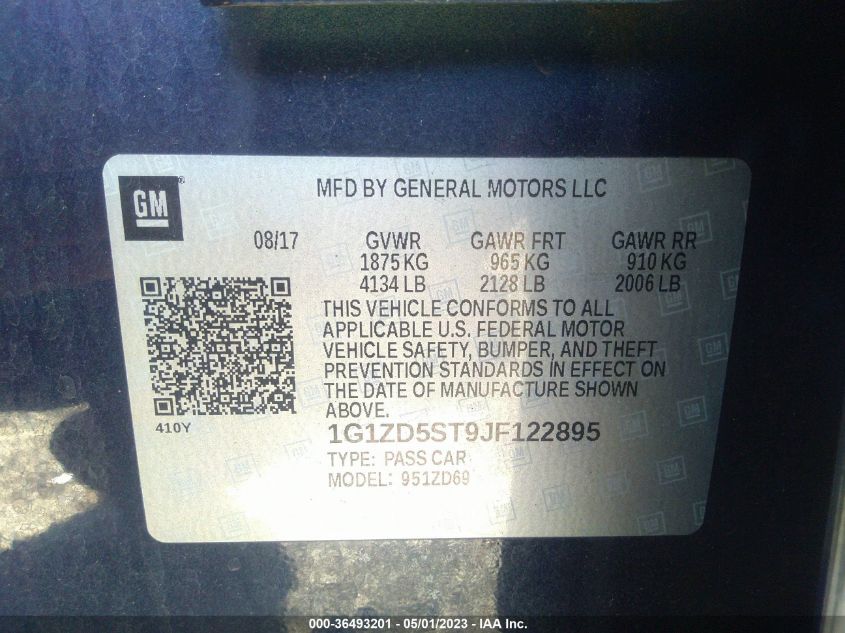 GM
MFD BY GENERAL MOTORS LLC
08/17 GVWR GAWR FRT GAWR RR
1875 KG 965 KG 910 KG
4134 LB 2128 LB 2006 LB
THIS VEHICLE CONFORMS TO ALL
APPLICABLE U.S. FEDERAL MOTOR
VEHICLE SAFETY, BUMPER, AND THEFT
PREVENTION STANDARDS IN EFFECT ON
THE DATE OF MANUFACTURE SHOWN
ABOVE.
410Y
1G1ZD5ST9JF122895
TYPE: PASS CAR
MODEL: 951ZD69
000-36493201 - 05/01/2023 - IAA Inc.